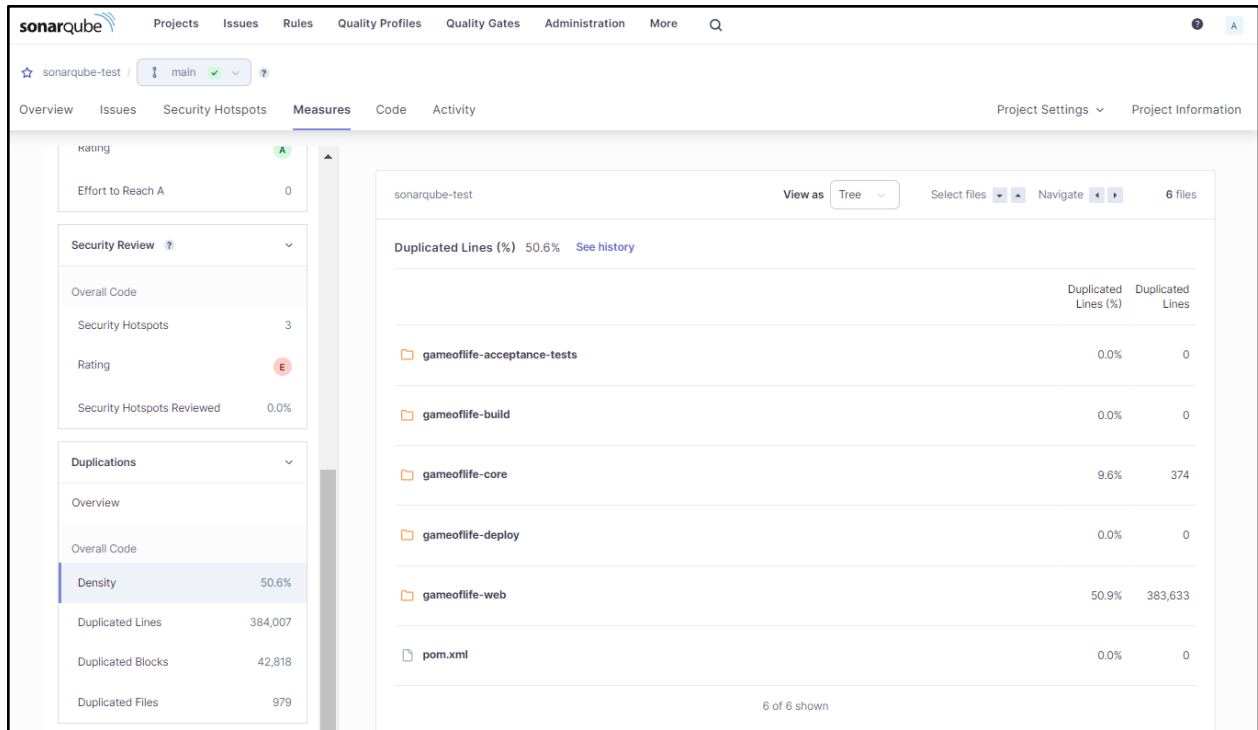 sonarqube Projects Issues Rules Quality Profiles Quality Gates Administration More ? A
sonarqube-test / main ?
Overview Issues Security Hotspots Measures Code Activity Project Settings Project Information
Rating A
Effort to Reach A 0
Security Review ?
Overall Code
Security Hotspots 3
Rating E
Security Hotspots Reviewed 0.0%
Duplications
Overview
Overall Code
Density 50.6%
Duplicated Lines 384,007
Duplicated Blocks 42,818
Duplicated Files 979
sonarqube-test View as Tree Select files Navigate 6 files
Duplicated Lines (%) 50.6% See history
Duplicated Duplicated
Lines (%) Lines
gameoflife-acceptance-tests 0.0% 0
gameoflife-build 0.0% 0
gameoflife-core 9.6% 374
gameoflife-deploy 0.0% 0
gameoflife-web 50.9% 383,633
pom.xml 0.0% 0
6 of 6 shown